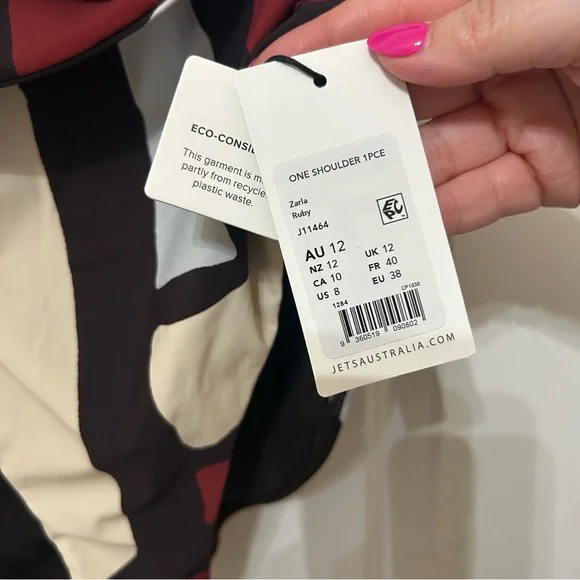 ECO-CONSI
This garment is m
partly from recycle
plastic waste.
ONE SHOULDER 1PCE
Zarla
Ruby
J11464
EPC
AU 12
NZ 12 UK 12
CA 10 FR 40
US 8 EU 38
1284 CP1030
9 360519 090802
JETSAUSTRALIA.COM